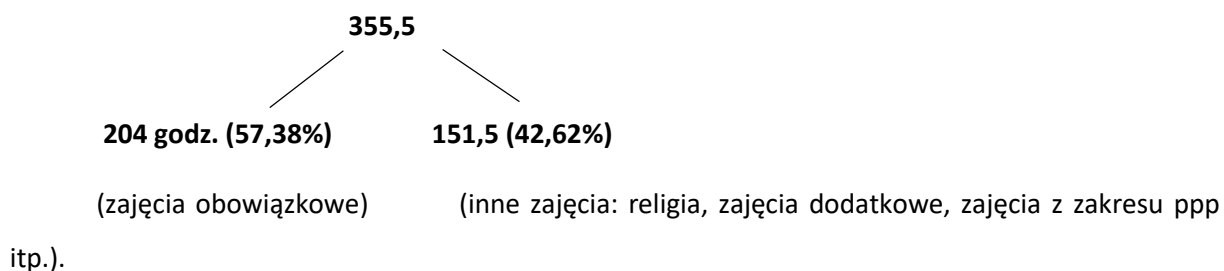 355,5
204 godz. (57,38%) 151,5 (42,62%)
(zajęcia obowiązkowe) (inne zajęcia: religia, zajęcia dodatkowe, zajęcia z zakresu ppp
itp.).